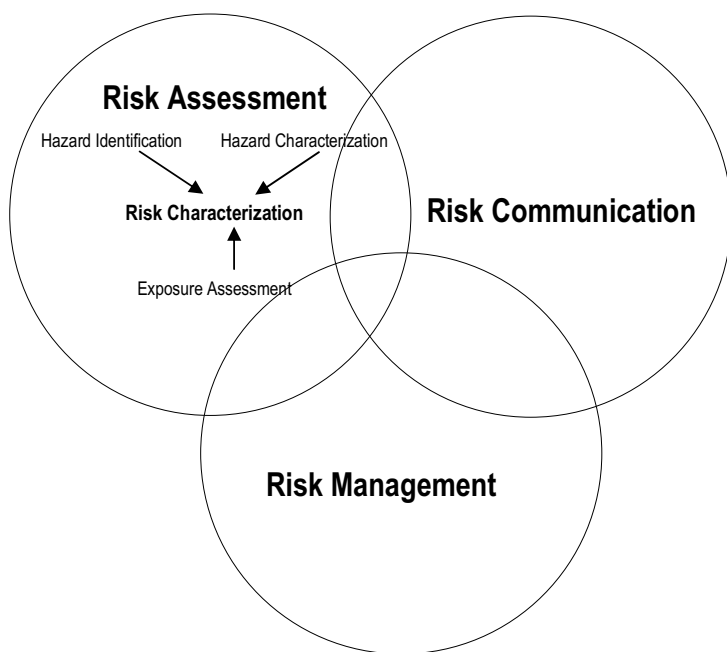 Risk Assessment
Hazard Identification
Hazard Characterization
Risk Characterization
Exposure Assessment
Risk Communication
Risk Management